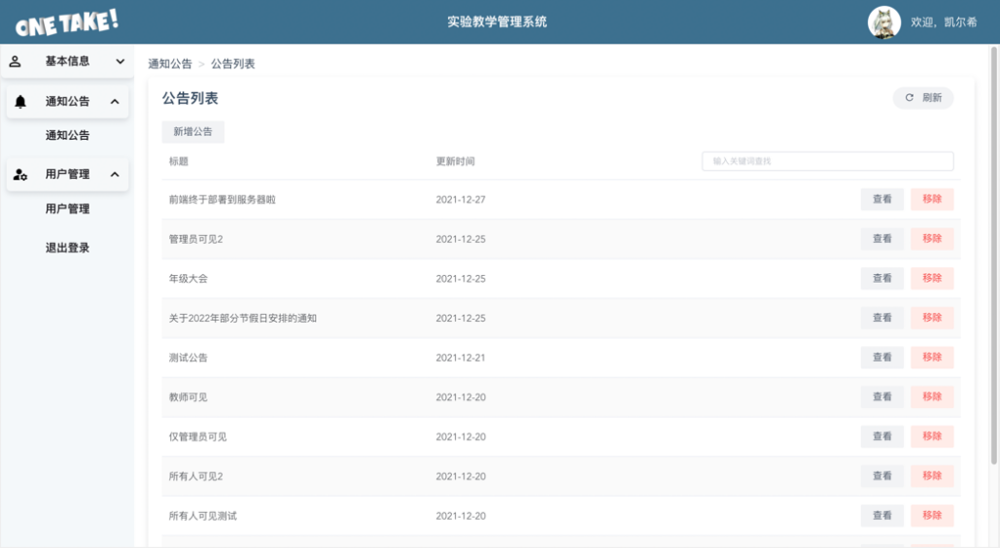 ONE TAKE!
实验教学管理系统
欢迎, 凯尔希
基本信息
通知公告
通知公告
用户管理
用户管理
退出登录
通知公告 > 公告列表
公告列表
刷新
新增公告
标题 更新时间 输入关键词查找
前端终于部署到服务器啦 2021-12-27 查看 移除
管理员可见2 2021-12-25 查看 移除
年级大会 2021-12-25 查看 移除
关于2022年部分节假日安排的通知 2021-12-25 查看 移除
测试公告 2021-12-21 查看 移除
教师可见 2021-12-20 查看 移除
仅管理员可见 2021-12-20 查看 移除
所有人可见2 2021-12-20 查看 移除
所有人可见测试 2021-12-20 查看 移除